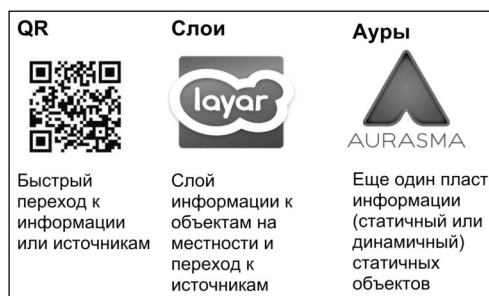 QR
Быстрый
переход к
информации
или источникам
Слои
layar
Слой
информации к
объектам на
местности и
переход к
источникам
Ауры
AURASMA
Еще один пласт
информации
(статичный или
динамичный)
статичных
объектов